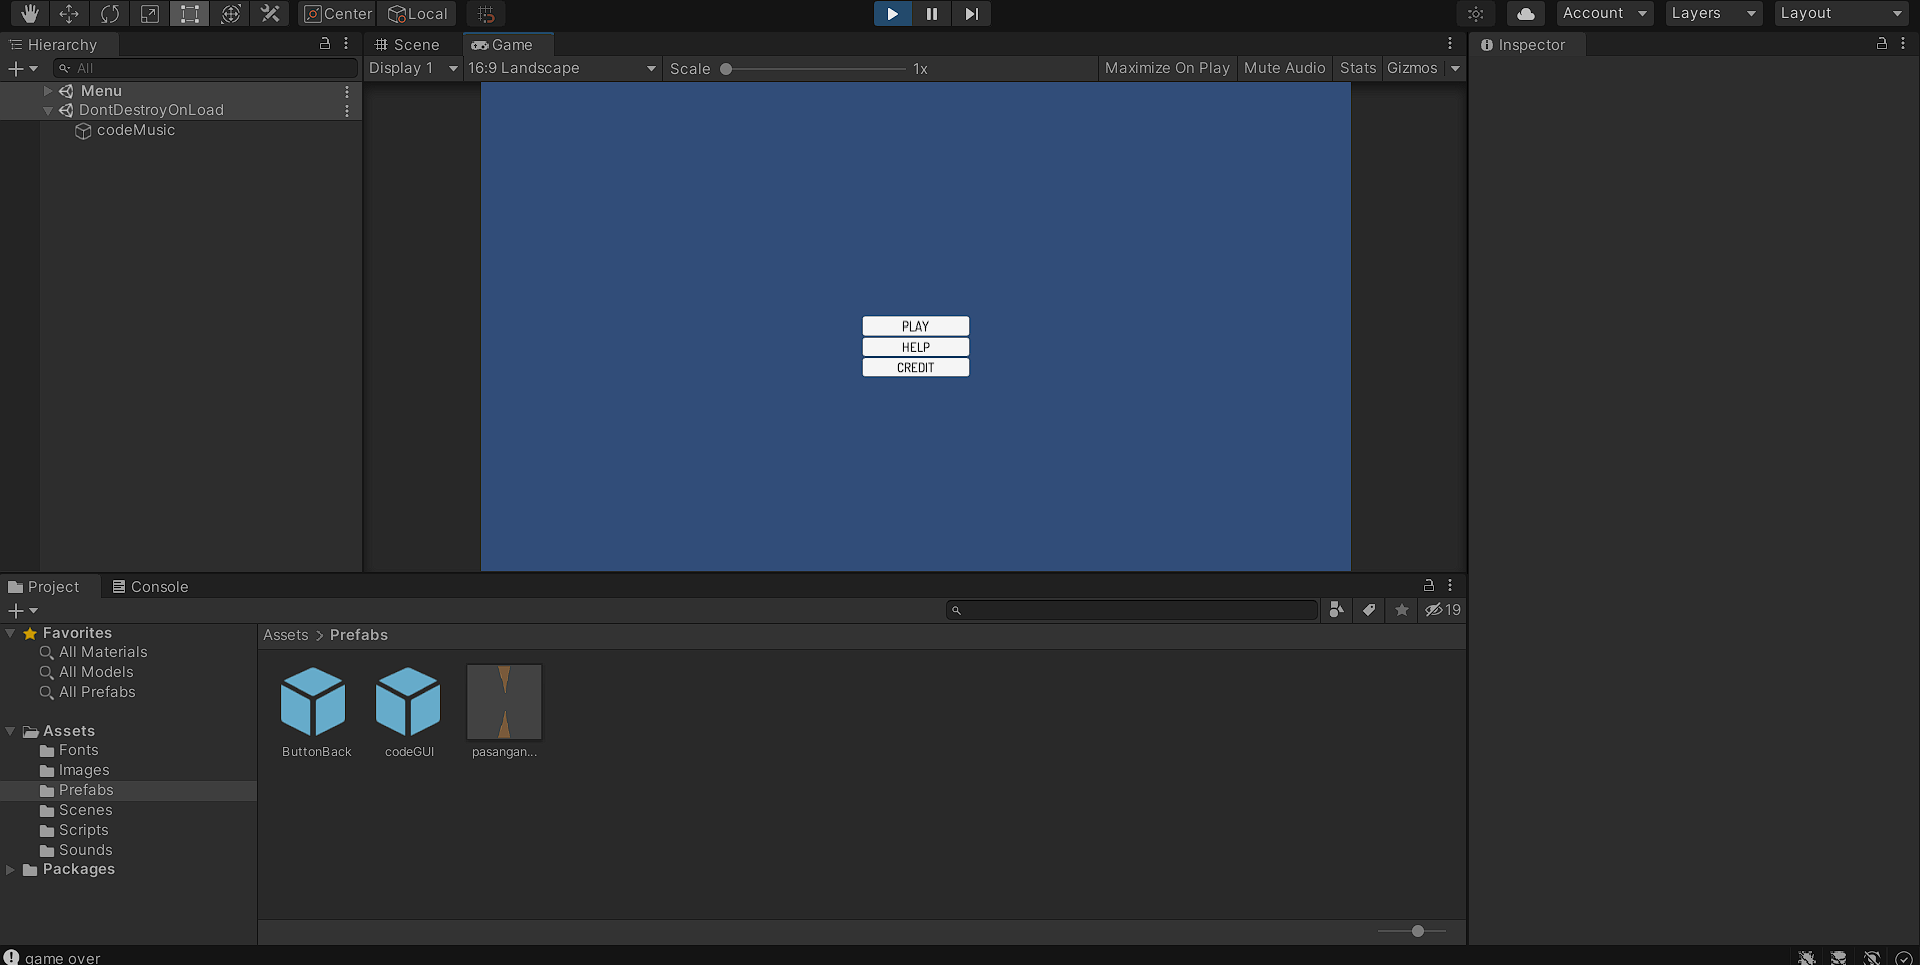 Center
Local
Account
Layers
Layout
Hierarchy
Scene
Game
Inspector
All
Display 1
16:9 Landscape
Scale
1x
Maximize On Play
Mute Audio
Stats
Gizmos
Menu
DontDestroyOnLoad
codeMusic
PLAY
HELP
CREDIT
Project
Console
19
Favorites
All Materials
All Models
All Prefabs
Assets
Fonts
Images
Prefabs
Scenes
Scripts
Sounds
Packages
Assets > Prefabs
ButtonBack
codeGUI
pasangan...
game over